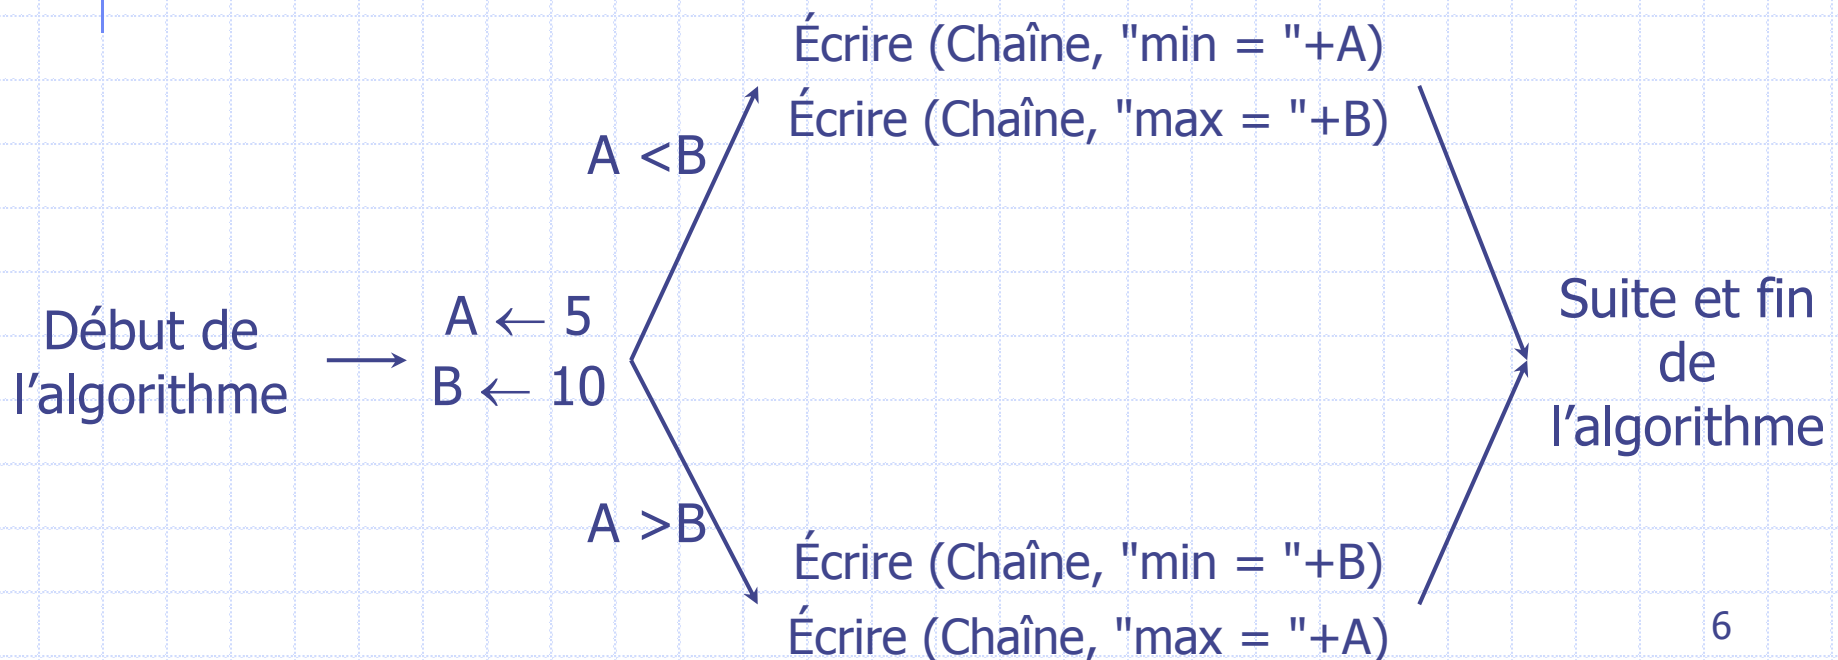 Écrire (Chaîne, "min = "+A)
Écrire (Chaîne, "max = "+B)
A <B
Début de
l’algorithme
A ← 5
B ← 10
Suite et fin
de
l’algorithme
A >B
Écrire (Chaîne, "min = "+B)
Écrire (Chaîne, "max = "+A)
6